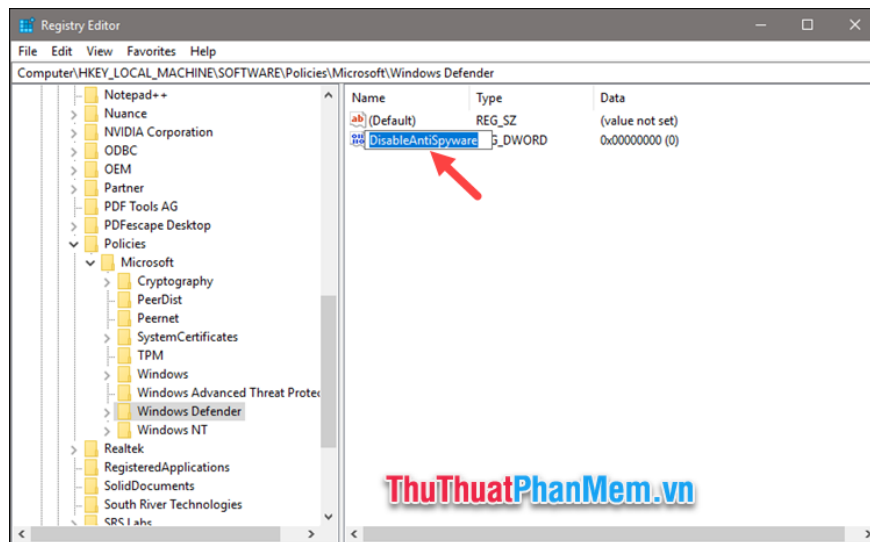 Registry Editor
File Edit View Favorites Help
Computer\HKEY_LOCAL_MACHINE\SOFTWARE\Policies\Microsoft\Windows Defender
Notepad++
Nuance
NVIDIA Corporation
ODBC
OEM
Partner
PDF Tools AG
PDFescape Desktop
Policies
Microsoft
Cryptography
PeerDist
Peernet
SystemCertificates
TPM
Windows
Windows Advanced Threat Protec
Windows Defender
Windows NT
Realtek
RegisteredApplications
SolidDocuments
South River Technologies
SRS Labs
Name Type Data
(Default) REG_SZ (value not set)
DisableAntiSpyware G_DWORD 0x00000000 (0)
ThuThuatPhanMem.vn